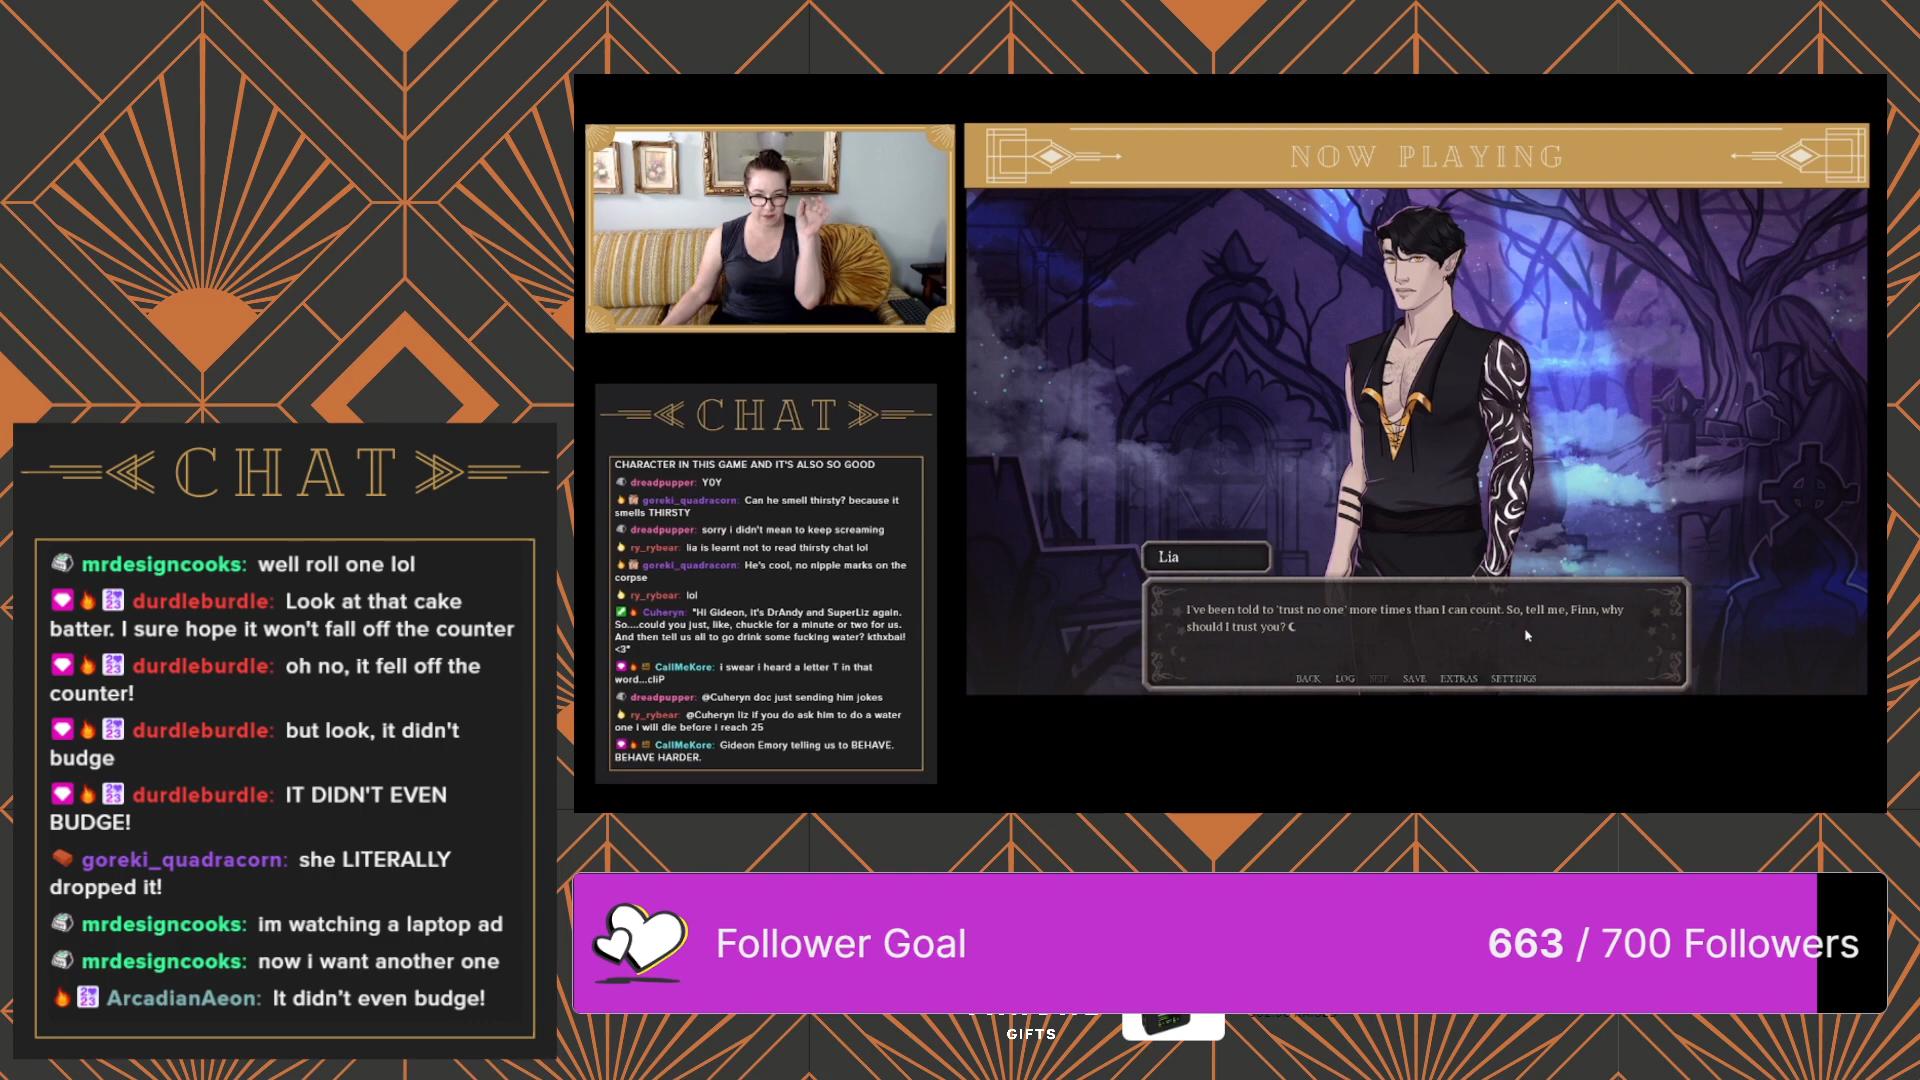 CHAT
mrdesigncooks: well roll one lol
durdleburdle: Look at that cake
batter. I sure hope it won't fall off the counter
durdleburdle: oh no, it fell off the
counter!
durdleburdle: but look, it didn't
budge
durdleburdle: IT DIDN'T EVEN
BUDGE!
goreki_quadracorn: she LITERALLY
dropped it!
mrdesigncooks: im watching a laptop ad
mrdesigncooks: now i want another one
ArcadianAeon: It didn't even budge!
CHAT
CHARACTER IN THIS GAME AND IT'S ALSO SO GOOD
dreadpupper: YOY
goreki_quadracorn: Can he smell thirsty? because it
smells THIRSTY
dreadpupper: sorry i didn't mean to keep screaming
ry_rybear: lia is learnt not to read thirsty chat lol
goreki_quadracorn: He's cool, no nipple marks on the
corpse
ry_rybear: lol
Cuheryn: "Hi Gideon, it's DrAndy and SuperLiz again.
So....could you just, like, chuckle for a minute or two for us.
And then tell us all to go drink some fucking water? kthxbai!
<3"
CallMeKore: i swear i heard a letter T in that
word...cliP
dreadpupper: @Cuheryn doc just sending him jokes
ry_rybear: @Cuheryn liz if you do ask him to do a water
one i will die before i reach 25
CallMeKore: Gideon Emory telling us to BEHAVE.
BEHAVE HARDER.
NOW PLAYING
Lia
I've been told to 'trust no one' more times than I can count. So, tell me, Finn, why
should I trust you?
BACK LOG SKIP SAVE EXTRAS SETTINGS
Follower Goal
663 / 700 Followers
GIFTS